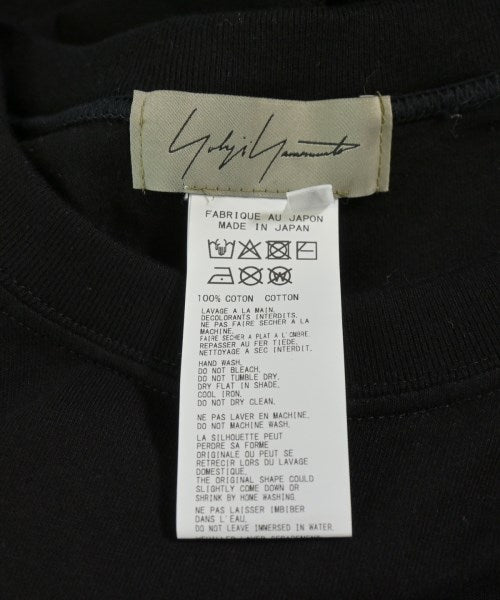 Yohji Yamamoto
FABRIQUE AU JAPON
MADE IN JAPAN
100% COTON COTTON
LAVAGE A LA MAIN.
DECOLORANTS INTERDITS.
NE PAS FAIRE SECHER A LA
MACHINE.
FAIRE SECHER A PLAT A L'OMBRE.
REPASSER AU FER TIEDE.
NETTOYAGE A SEC INTERDIT.
HAND WASH.
DO NOT BLEACH.
DO NOT TUMBLE DRY.
DRY FLAT IN SHADE.
COOL IRON.
DO NOT DRY CLEAN.
NE PAS LAVER EN MACHINE.
DO NOT MACHINE WASH.
LA SILHOUETTE PEUT
PERDRE SA FORME
ORIGINALE OU PEUT SE
RETRECIR LORS DU LAVAGE
DOMESTIQUE.
THE ORIGINAL SHAPE COULD
SLIGHTLY COME DOWN OR
SHRINK BY HOME WASHING.
NE PAS LAISSER IMBIBER
DANS L'EAU.
DO NOT LEAVE IMMERSED IN WATER.